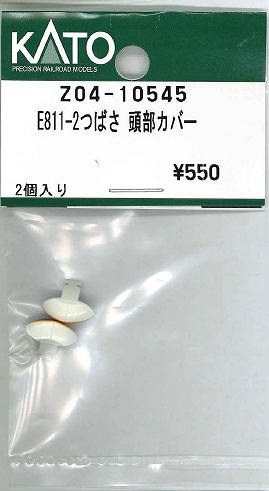 KATO
PRECISION RAILROAD MODELS
Z04-10545
E811-2つばさ 頭部カバー
¥550
2個入り